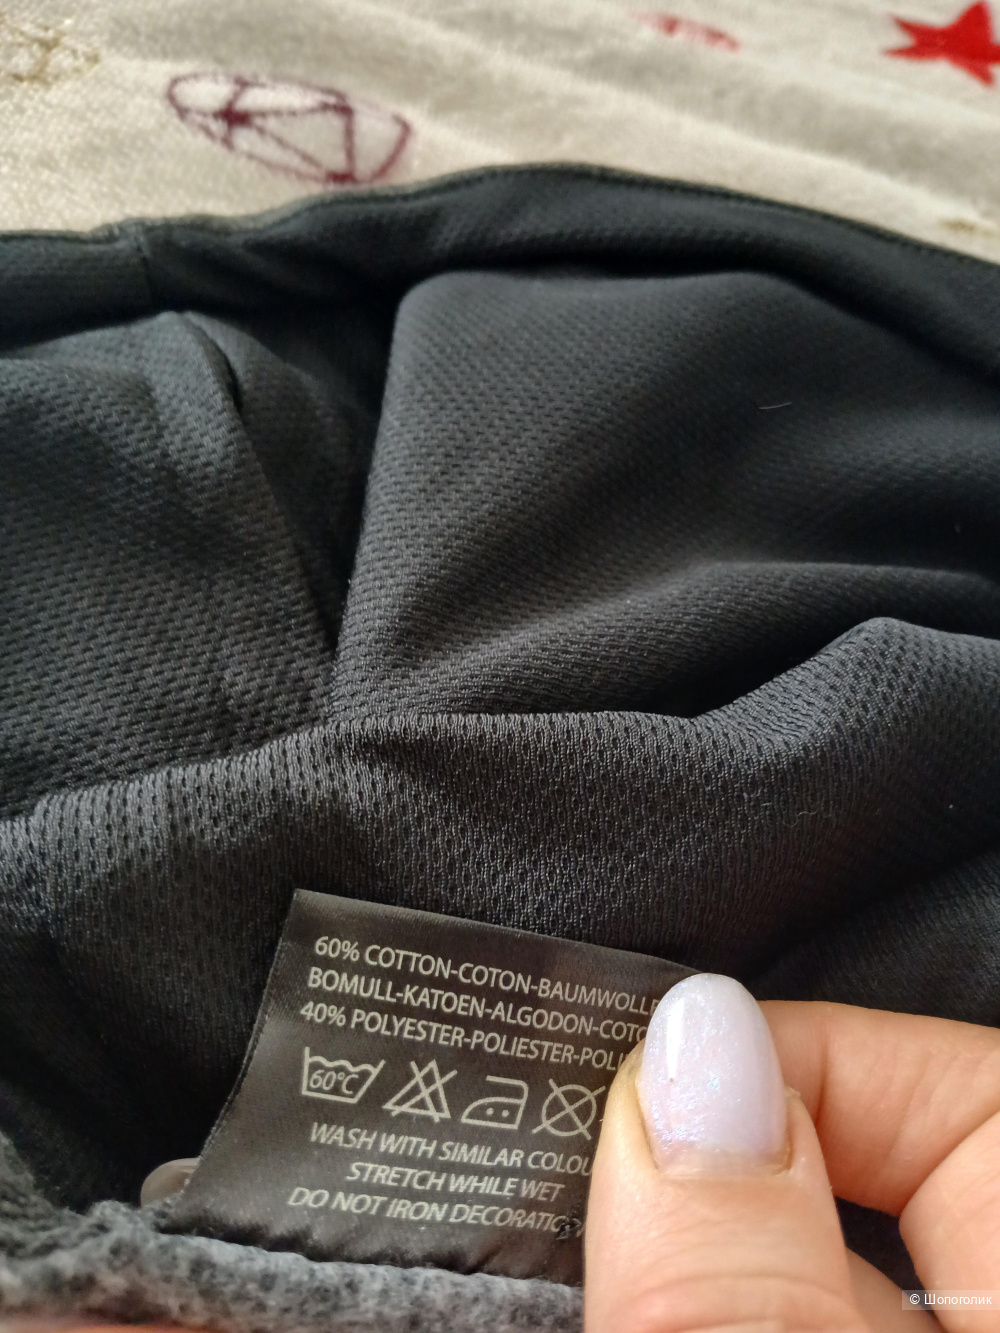 60% COTTON-COTON-BAUMWOLLE
BOMULL-KATOEN-ALGODON-COTO
40% POLYESTER-POLIESTER-POLI
60°C
WASH WITH SIMILAR COLOU
STRETCH WHILE WET
DO NOT IRON DECORATIO
© Шопоголик